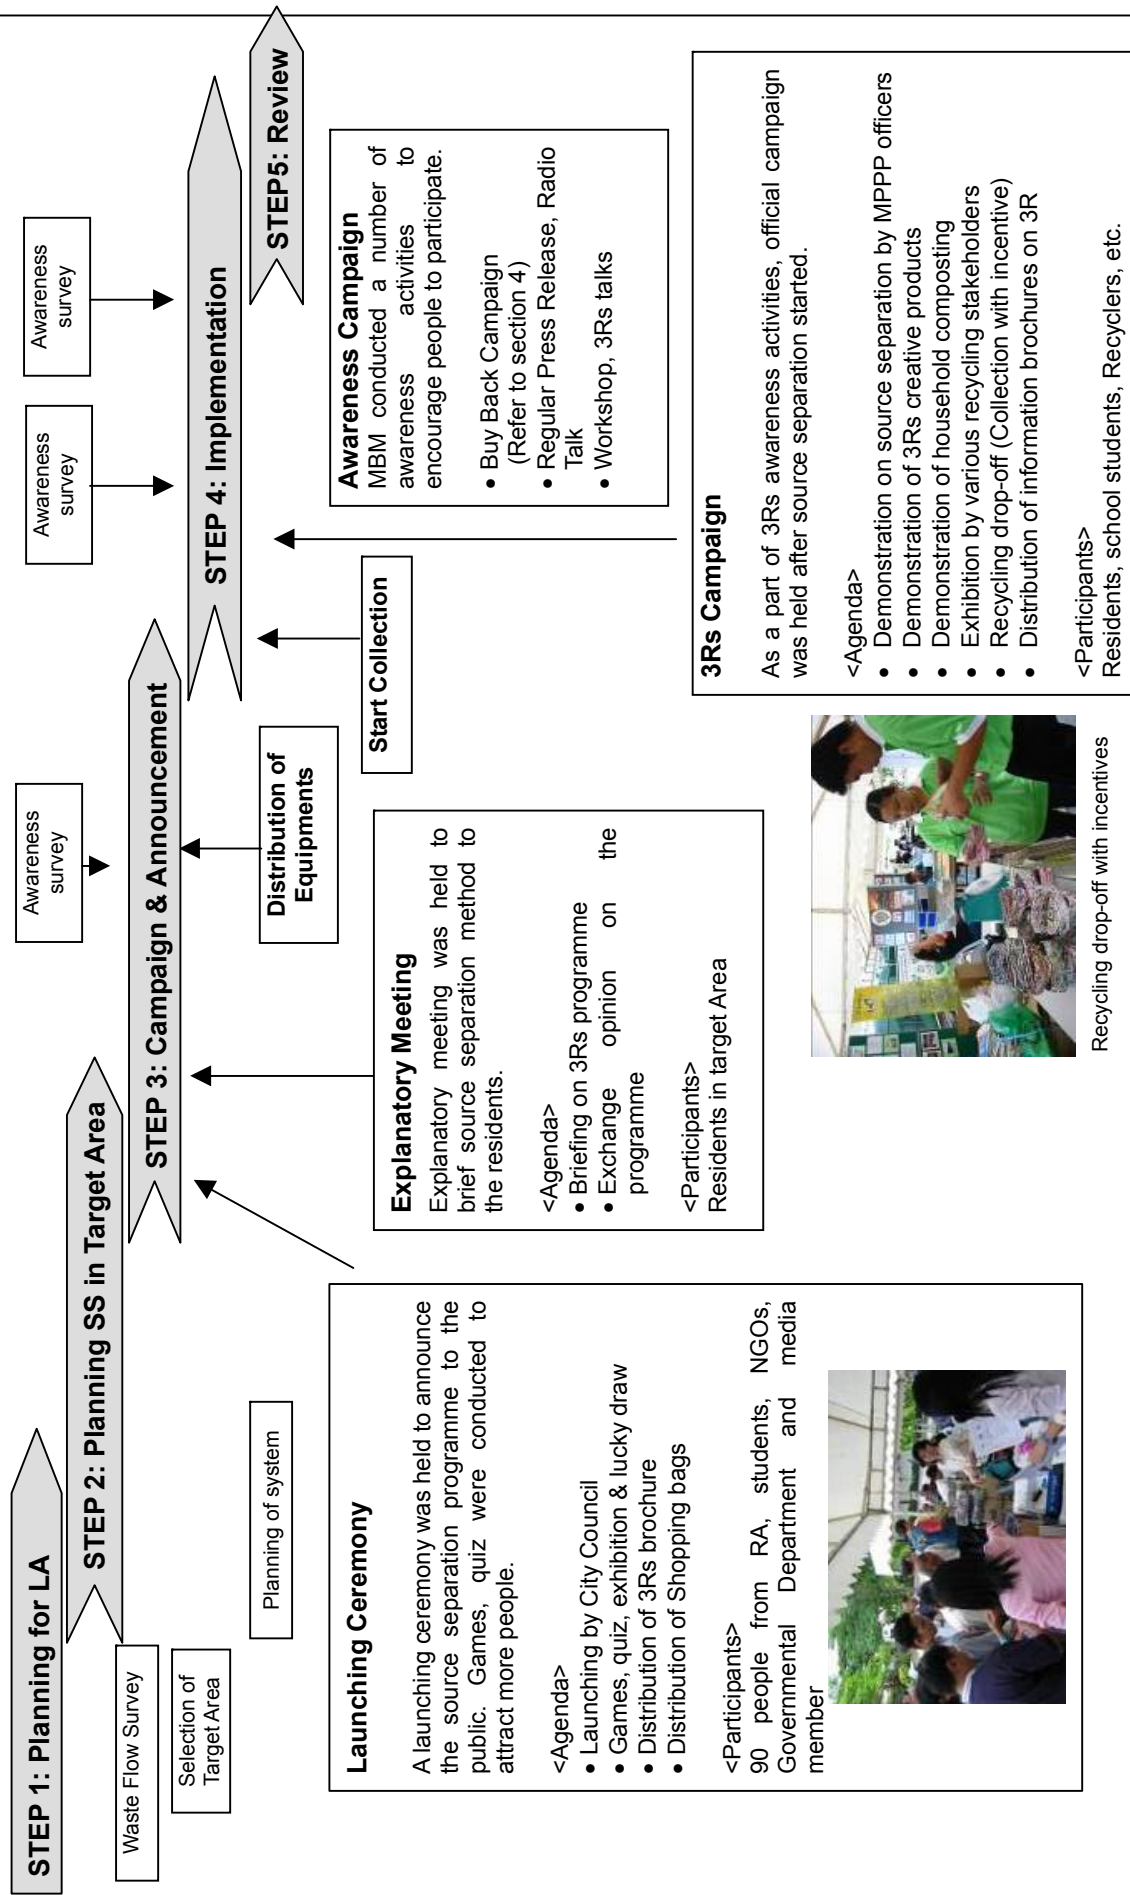 STEP 1: Planning for LA
STEP 2: Planning SS in Target Area
STEP 3: Campaign & Announcement
STEP 4: Implementation
STEP5: Review
Waste Flow Survey
Selection of
Target Area
Planning of system
Awareness
survey
Awareness
survey
Awareness
survey
Distribution of
Equipments
Start Collection
Launching Ceremony
A launching ceremony was held to announce
the source separation programme to the
public. Games, quiz were conducted to
attract more people.
<Agenda>
• Launching by City Council
• Games, quiz, exhibition & lucky draw
• Distribution of 3Rs brochure
• Distribution of Shopping bags
<Participants>
90 people from RA, students, NGOs,
Governmental Department and media
member
Explanatory Meeting
Explanatory meeting was held to
brief source separation method to
the residents.
<Agenda>
• Briefing on 3Rs programme
• Exchange opinion on the
programme
<Participants>
Residents in target Area
Awareness Campaign
MBM conducted a number of
awareness activities to
encourage people to participate.
• Buy Back Campaign
(Refer to section 4)
• Regular Press Release, Radio
Talk
• Workshop, 3Rs talks
3Rs Campaign
As a part of 3Rs awareness activities, official campaign
was held after source separation started.
<Agenda>
• Demonstration on source separation by MPPP officers
• Demonstration of 3Rs creative products
• Demonstration of household composting
• Exhibition by various recycling stakeholders
• Recycling drop-off (Collection with incentive)
• Distribution of information brochures on 3R
<Participants>
Residents, school students, Recyclers, etc.
Recycling drop-off with incentives